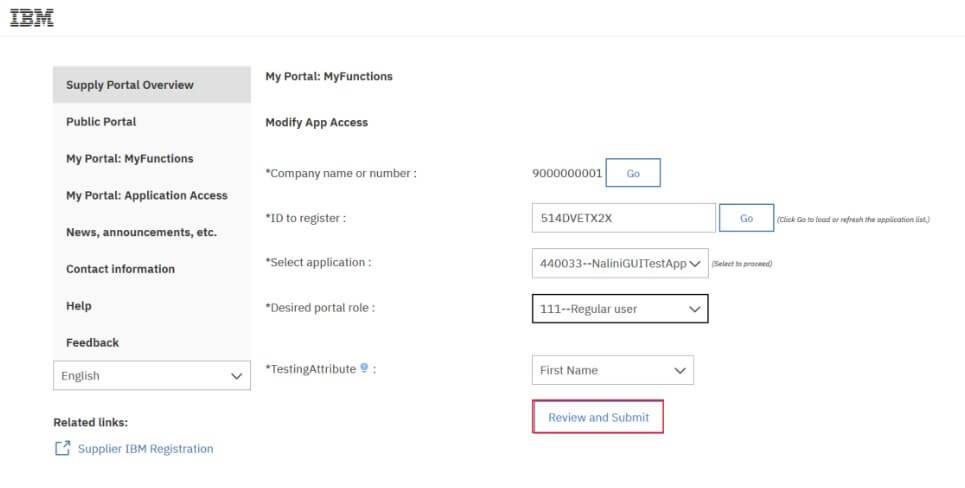 IBM
Supply Portal Overview
Public Portal
My Portal: MyFunctions
My Portal: Application Access
News, announcements, etc.
Contact information
Help
Feedback
English
Related links:
Supplier IBM Registration
My Portal: MyFunctions
Modify App Access
*Company name or number : 9000000001 Go
*ID to register : 514DVETX2X Go (Click Go to load or refresh the application list.)
*Select application : 440033--NaliniGUITestApp (Select to proceed)
*Desired portal role : 111--Regular user
*TestingAttribute : First Name
Review and Submit